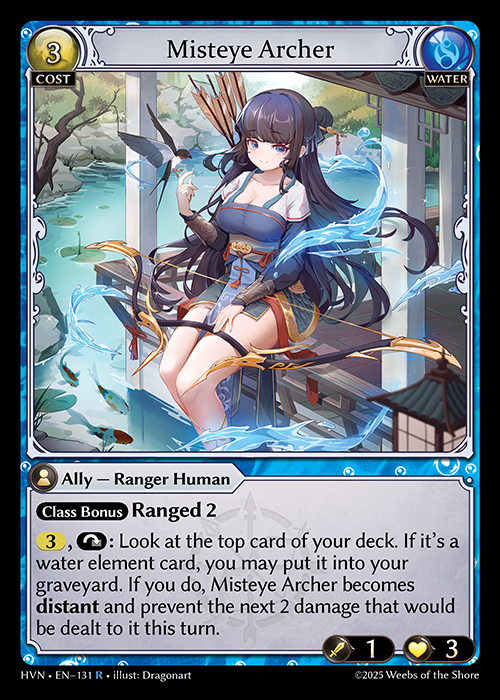 3
COST
Misteye Archer
WATER
Ally — Ranger Human
Class Bonus Ranged 2
3, : Look at the top card of your deck. If it's a
water element card, you may put it into your
graveyard. If you do, Misteye Archer becomes
distant and prevent the next 2 damage that would
be dealt to it this turn.
1
3
HVN • EN-131 R • illust: Dragonart
©2025 Weebs of the Shore